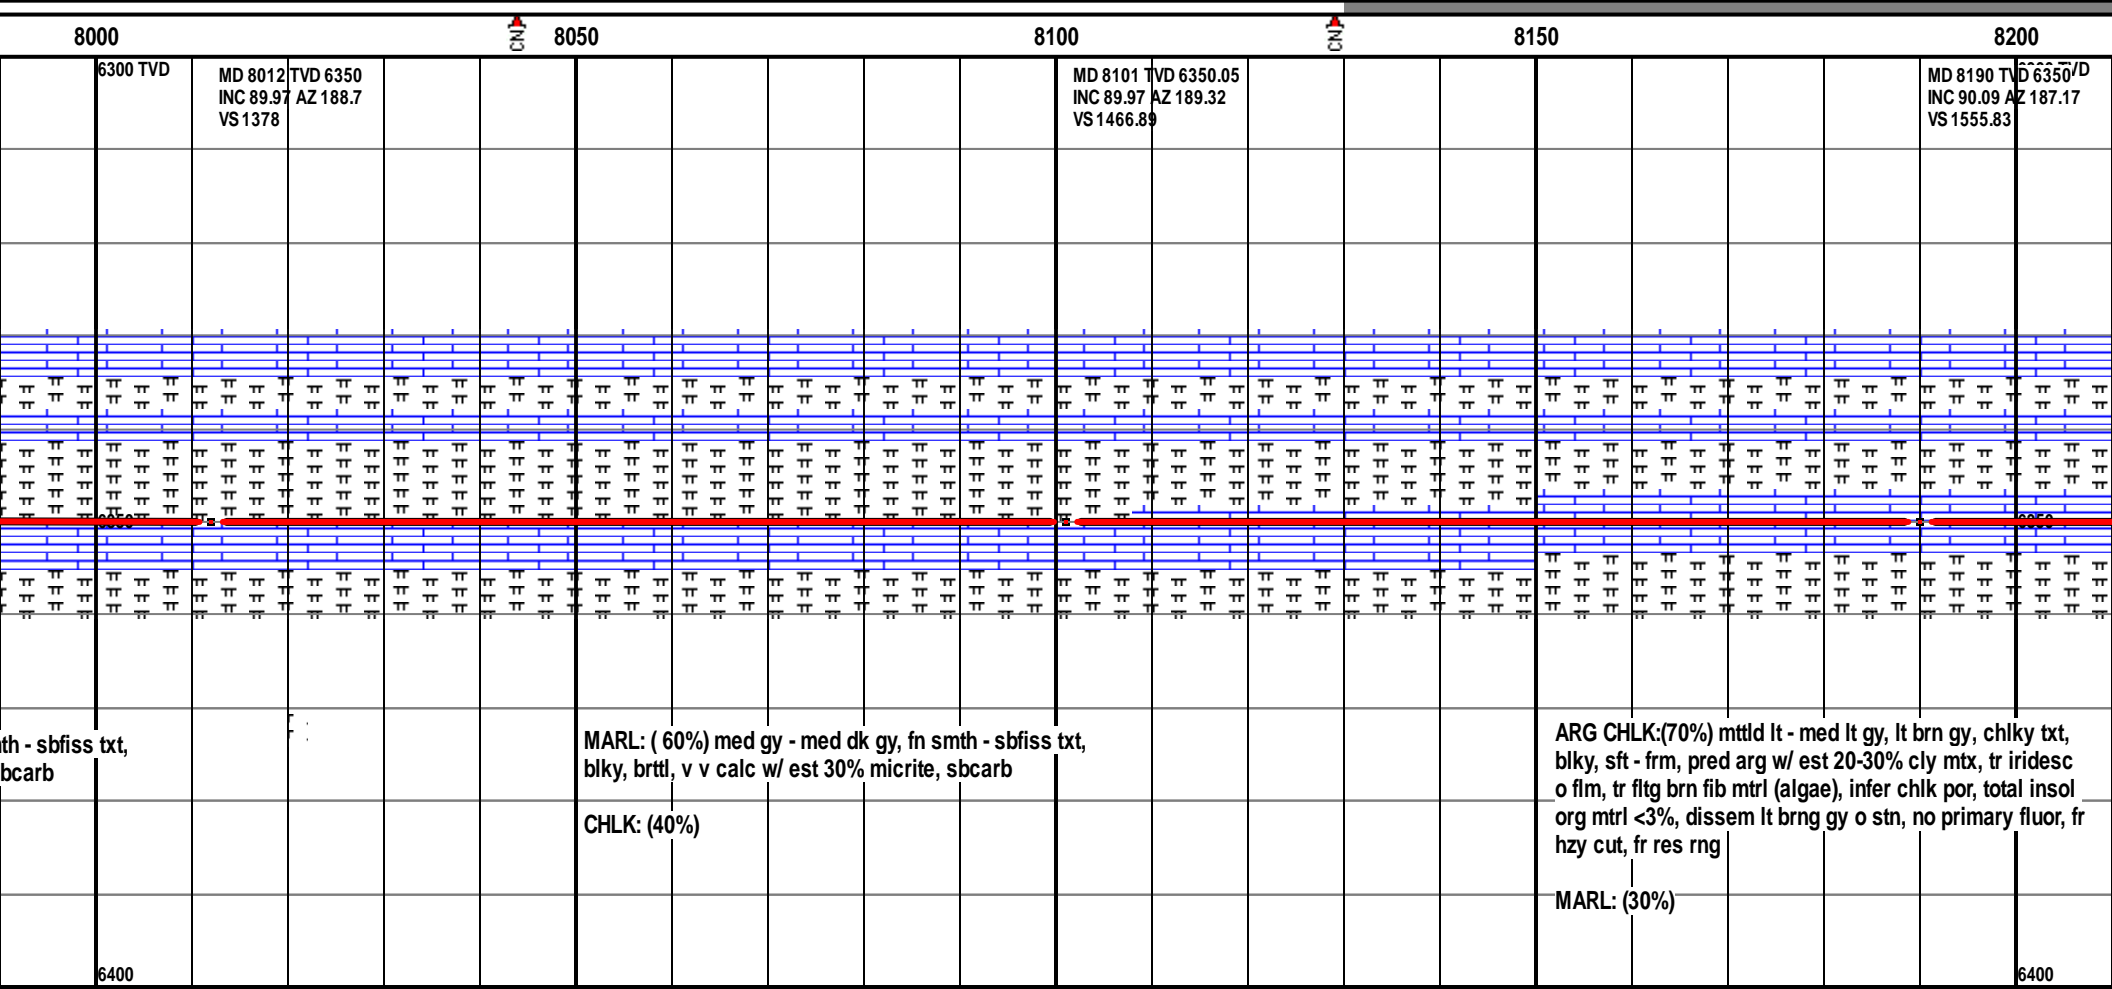 8000 8050 8100 8150 8200
CN CN
6300 TVD
MD 8012 TVD 6350
INC 89.97 AZ 188.7
VS 1378
MD 8101 TVD 6350.05
INC 89.97 AZ 189.32
VS 1466.89
MD 8190 TVD 6350
INC 90.09 AZ 187.17
VS 1555.83
TVD
- sbfiss txt,
MARL: ( 60%) med gy - med dk gy, fn smth - sbfiss txt,
blky, brttl, v v calc w/ est 30% micrite, sbcarb
CHLK: (40%)
ARG CHLK:(70%) mttld lt - med lt gy, lt brn gy, chlky txt,
blky, sft - frm, pred arg w/ est 20-30% cly mtx, tr iridesc
o flm, tr fltg brn fib mtrl (algae), infer chlk por, total insol
org mtrl <3%, dissem lt brng gy o stn, no primary fluor, fr
hzy cut, fr res rng
MARL: (30%)
6400 6400